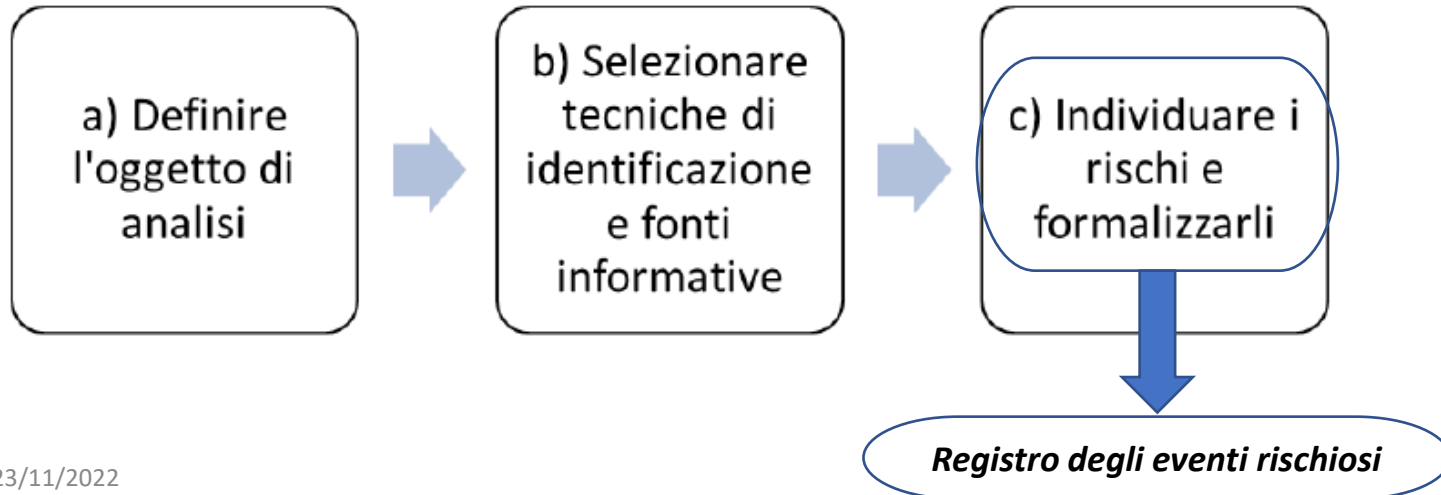 a) Definire
l'oggetto di
analisi
b) Selezionare
tecniche di
identificazione
e fonti
informative
c) Individuare i
rischi e
formalizzarli
Registro degli eventi rischiosi
23/11/2022